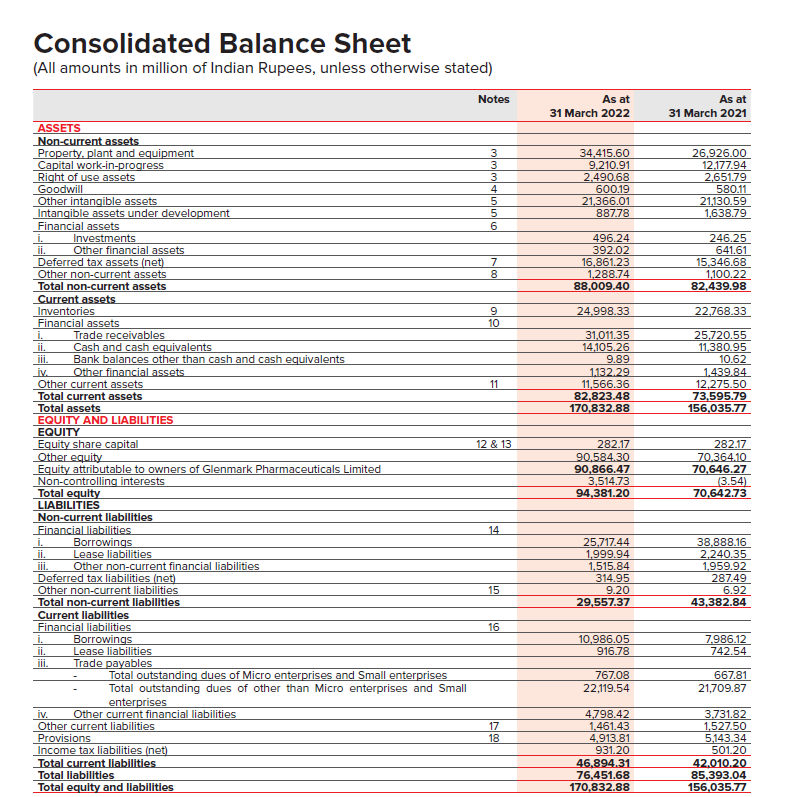 Consolidated Balance Sheet
(All amounts in million of Indian Rupees, unless otherwise stated)
Notes As at 31 March 2022 As at 31 March 2021
ASSETS
Non-current assets
Property, plant and equipment 3 34,415.60 26,926.00
Capital work-in-progress 3 9,210.91 12,177.94
Right of use assets 3 2,490.68 2,651.79
Goodwill 4 600.19 580.11
Other intangible assets 5 21,366.01 21,130.59
Intangible assets under development 5 887.78 1,638.79
Financial assets 6
i. Investments 496.24 246.25
ii. Other financial assets 392.02 641.61
Deferred tax assets (net) 7 16,861.23 15,346.68
Other non-current assets 8 1,288.74 1,100.22
Total non-current assets 88,009.40 82,439.98
Current assets
Inventories 9 24,998.33 22,768.33
Financial assets 10
i. Trade receivables 31,011.35 25,720.55
ii. Cash and cash equivalents 14,105.26 11,380.95
iii. Bank balances other than cash and cash equivalents 9.89 10.62
iv. Other financial assets 1,132.29 1,439.84
Other current assets 11 11,566.36 12,275.50
Total current assets 82,823.48 73,595.79
Total assets 170,832.88 156,035.77
EQUITY AND LIABILITIES
EQUITY
Equity share capital 12 & 13 282.17 282.17
Other equity 90,584.30 70,364.10
Equity attributable to owners of Glenmark Pharmaceuticals Limited 90,866.47 70,646.27
Non-controlling interests 3,514.73 (3.54)
Total equity 94,381.20 70,642.73
LIABILITIES
Non-current liabilities
Financial liabilities 14
i. Borrowings 25,717.44 38,888.16
ii. Lease liabilities 1,999.94 2,240.35
iii. Other non-current financial liabilities 1,515.84 1,959.92
Deferred tax liabilities (net) 314.95 287.49
Other non-current liabilities 15 9.20 6.92
Total non-current liabilities 29,557.37 43,382.84
Current liabilities
Financial liabilities 16
i. Borrowings 10,986.05 7,986.12
ii. Lease liabilities 916.78 742.54
iii. Trade payables
- Total outstanding dues of Micro enterprises and Small enterprises 767.08 667.81
- Total outstanding dues of other than Micro enterprises and Small 22,119.54 21,709.87
enterprises
iv. Other current financial liabilities 4,798.42 3,731.82
Other current liabilities 17 1,461.43 1,527.50
Provisions 18 4,913.81 5,143.34
Income tax liabilities (net) 931.20 501.20
Total current liabilities 46,894.31 42,010.20
Total liabilities 76,451.68 85,393.04
Total equity and liabilities 170,832.88 156,035.77